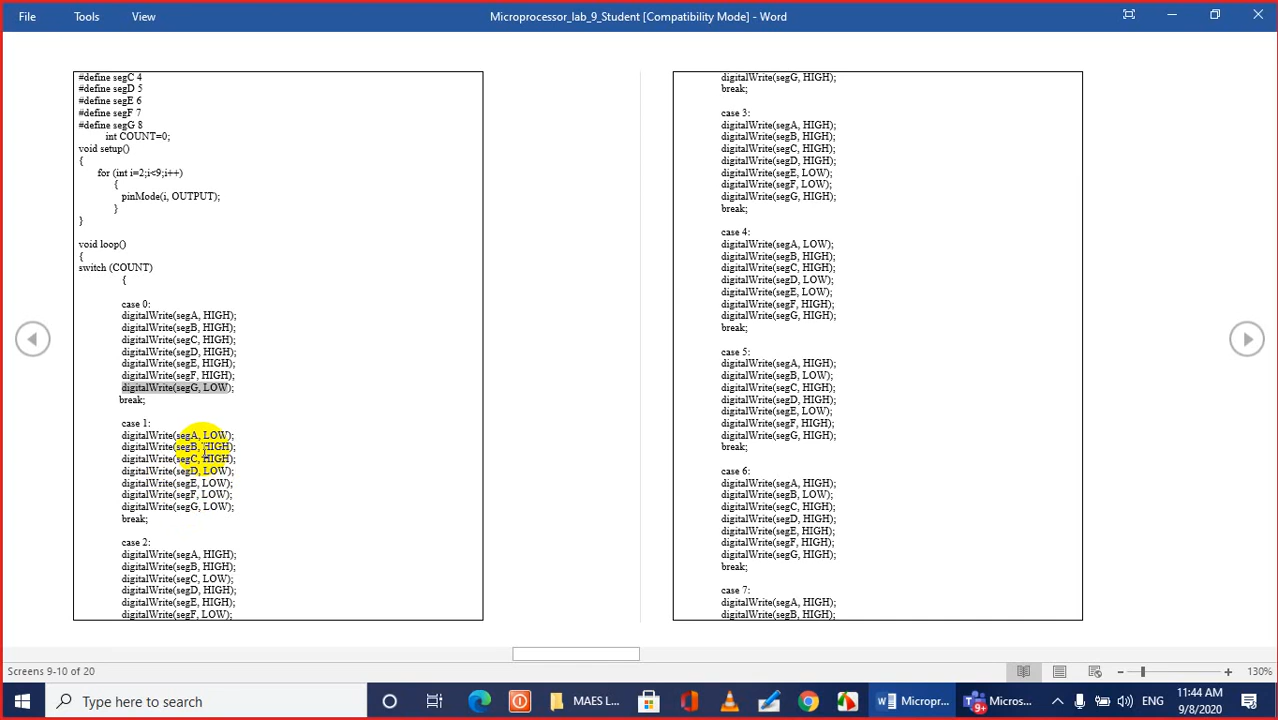 File
Tools
View
Microprocessor_lab_9_Student [Compatibility Mode] - Word
#define segC 4
#define segD 5
#define segE 6
#define segF 7
#define segG 8
int COUNT=0;
void setup()
{
for (int i=2;i<9;i++)
{
pinMode(i, OUTPUT);
}
}
void loop()
{
switch (COUNT)
{
case 0:
digitalWrite(segA, HIGH);
digitalWrite(segB, HIGH);
digitalWrite(segC, HIGH);
digitalWrite(segD, HIGH);
digitalWrite(segE, HIGH);
digitalWrite(segF, HIGH);
digitalWrite(segG, LOW);
break;
case 1:
digitalWrite(segA, LOW);
digitalWrite(segB, HIGH);
digitalWrite(segC, HIGH);
digitalWrite(segD, LOW);
digitalWrite(segE, LOW);
digitalWrite(segF, LOW);
digitalWrite(segG, LOW);
break;
case 2:
digitalWrite(segA, HIGH);
digitalWrite(segB, HIGH);
digitalWrite(segC, LOW);
digitalWrite(segD, HIGH);
digitalWrite(segE, HIGH);
digitalWrite(segF, LOW);
digitalWrite(segG, HIGH);
break;
case 3:
digitalWrite(segA, HIGH);
digitalWrite(segB, HIGH);
digitalWrite(segC, HIGH);
digitalWrite(segD, HIGH);
digitalWrite(segE, LOW);
digitalWrite(segF, LOW);
digitalWrite(segG, HIGH);
break;
case 4:
digitalWrite(segA, LOW);
digitalWrite(segB, HIGH);
digitalWrite(segC, HIGH);
digitalWrite(segD, LOW);
digitalWrite(segE, LOW);
digitalWrite(segF, HIGH);
digitalWrite(segG, HIGH);
break;
case 5:
digitalWrite(segA, HIGH);
digitalWrite(segB, LOW);
digitalWrite(segC, HIGH);
digitalWrite(segD, HIGH);
digitalWrite(segE, LOW);
digitalWrite(segF, HIGH);
digitalWrite(segG, HIGH);
break;
case 6:
digitalWrite(segA, HIGH);
digitalWrite(segB, LOW);
digitalWrite(segC, HIGH);
digitalWrite(segD, HIGH);
digitalWrite(segE, HIGH);
digitalWrite(segF, HIGH);
digitalWrite(segG, HIGH);
break;
case 7:
digitalWrite(segA, HIGH);
digitalWrite(segB, HIGH);
Screens 9-10 of 20
130%
Type here to search
MAES L...
Micropr...
9+
Micros...
ENG
11:44 AM
9/8/2020